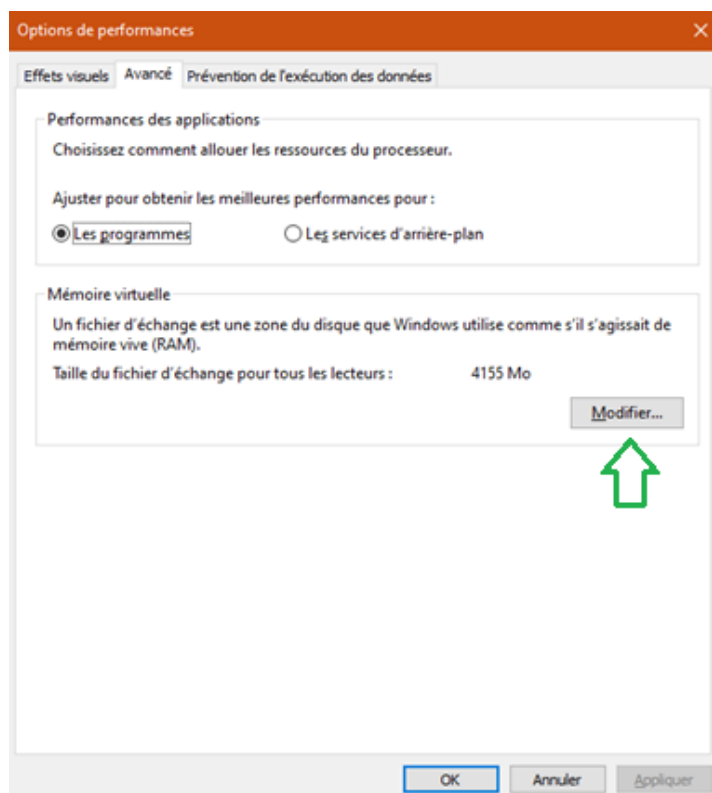 Options de performances
Effets visuels Avancé Prévention de l'exécution des données
Performances des applications
Choisissez comment allouer les ressources du processeur.
Ajuster pour obtenir les meilleures performances pour :
Les programmes Les services d'arrière-plan
Mémoire virtuelle
Un fichier d'échange est une zone du disque que Windows utilise comme s'il s'agissait de
mémoire vive (RAM).
Taille du fichier d'échange pour tous les lecteurs : 4155 Mo
Modifier...
OK Annuler Appliquer